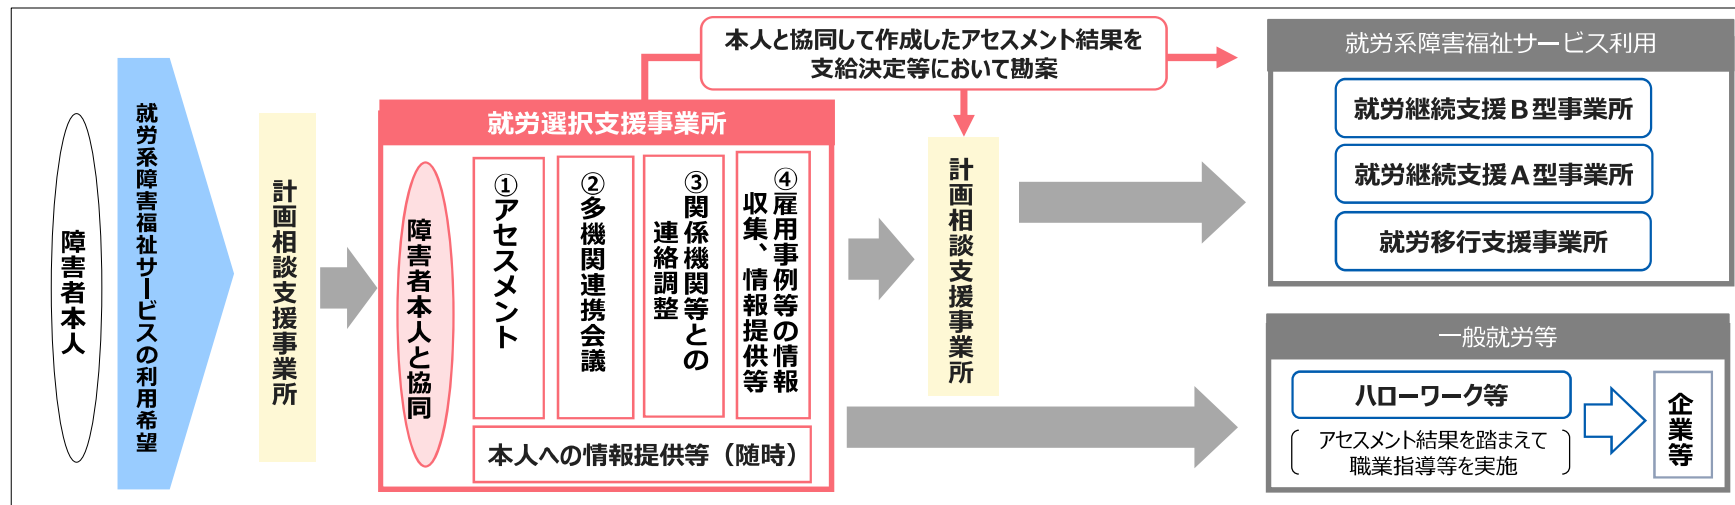 障害者本人
就労系障害福祉サービスの利用希望
計画相談支援事業所
就労選択支援事業所
障害者本人と協同
①アセスメント
②多機関連携会議
③関係機関等との
連絡調整
④雇用事例等の情報
収集、情報提供等
本人への情報提供等（随時）
本人と協同して作成したアセスメント結果を
支給決定等において勘案
計画相談支援事業所
就労系障害福祉サービス利用
就労継続支援Ｂ型事業所
就労継続支援Ａ型事業所
就労移行支援事業所
一般就労等
ハローワーク等
アセスメント結果を踏まえて
職業指導等を実施
企業等